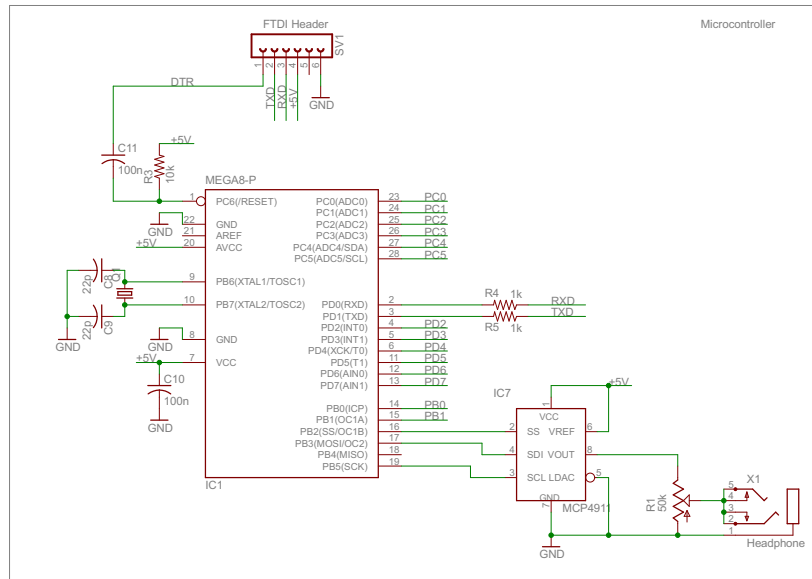 FTDI Header
Microcontroller
SV1
1 2 3 4 5 6
DTR
TXD
RXD
+5V
GND
C11
100n
+5V
R3
10k
MEGA8-P
1 PC6(/RESET)
GND
22 GND
21 AREF
+5V
20 AVCC
PC0(ADC0) 23 PC0
PC1(ADC1) 24 PC1
PC2(ADC2) 25 PC2
PC3(ADC3) 26 PC3
PC4(ADC4/SDA) 27 PC4
PC5(ADC5/SCL) 28 PC5
22p
C8
Q1
9 PB6(XTAL1/TOSC1)
10 PB7(XTAL2/TOSC2)
22p
C9
GND
PD0(RXD) 2
R4 1k RXD
PD1(TXD) 3
R5 1k TXD
PD2(INT0) 4 PD2
PD3(INT1) 5 PD3
PD4(XCK/T0) 6 PD4
PD5(T1) 11 PD5
PD6(AIN0) 12 PD6
PD7(AIN1) 13 PD7
GND
8 GND
+5V
7 VCC
C10
100n
GND
PB0(ICP) 14 PB0
PB1(OC1A) 15 PB1
PB2(SS/OC1B) 16
PB3(MOSI/OC2) 17
PB4(MISO) 18
PB5(SCK) 19
IC1
IC7
+5V
1
VCC
2 SS VREF 6
4 SDI VOUT 8
3 SCL LDAC 5
GND
7
MCP4911
GND
R1
50k
X1
5
4
3
2
1
Headphone